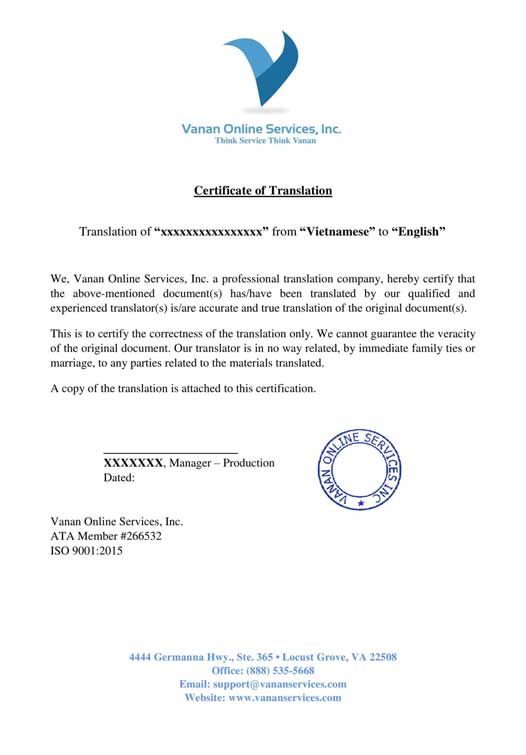 Vanan Online Services, Inc.
Think Service Think Vanan
Certificate of Translation
Translation of “xxxxxxxxxxxxxxxx” from “Vietnamese” to “English”
We, Vanan Online Services, Inc. a professional translation company, hereby certify that
the above-mentioned document(s) has/have been translated by our qualified and
experienced translator(s) is/are accurate and true translation of the original document(s).
This is to certify the correctness of the translation only. We cannot guarantee the veracity
of the original document. Our translator is in no way related, by immediate family ties or
marriage, to any parties related to the materials translated.
A copy of the translation is attached to this certification.
XXXXXXX, Manager – Production
Dated:
VANAN ONLINE SERVICES INC
Vanan Online Services, Inc.
ATA Member #266532
ISO 9001:2015
4444 Germanna Hwy., Ste. 365 • Locust Grove, VA 22508
Office: (888) 535-5668
Email: support@vananservices.com
Website: www.vananservices.com